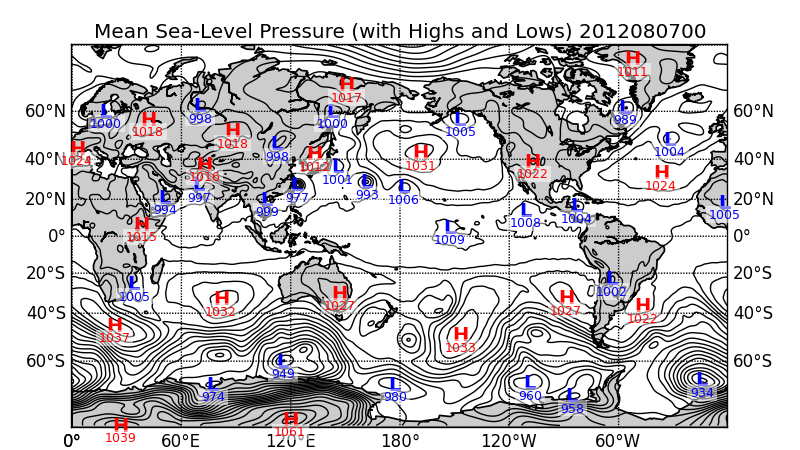 Mean Sea-Level Pressure (with Highs and Lows) 2012080700
H
1011
H
1017
60°N
L
1000
H
1018
L
998
L
1000
L
1005
L
989
60°N
H
1018
L
998
L
1004
40°N
H
1024
H
1016
H
1012
L
1001
H
1031
H
1022
H
1024
40°N
20°N
L
994
L
997
L
999
L
977
L
993
L
1006
L
1008
L
1004
L
1005
20°N
0°
H
1015
L
1009
0°
20°S
L
1005
H
1032
H
1027
H
1027
L
1002
H
1022
20°S
40°S
H
1037
H
1033
40°S
60°S
L
949
60°S
L
974
L
980
L
960
L
958
L
934
H
1039
H
1061
0°
60°E
120°E
180°
120°W
60°W